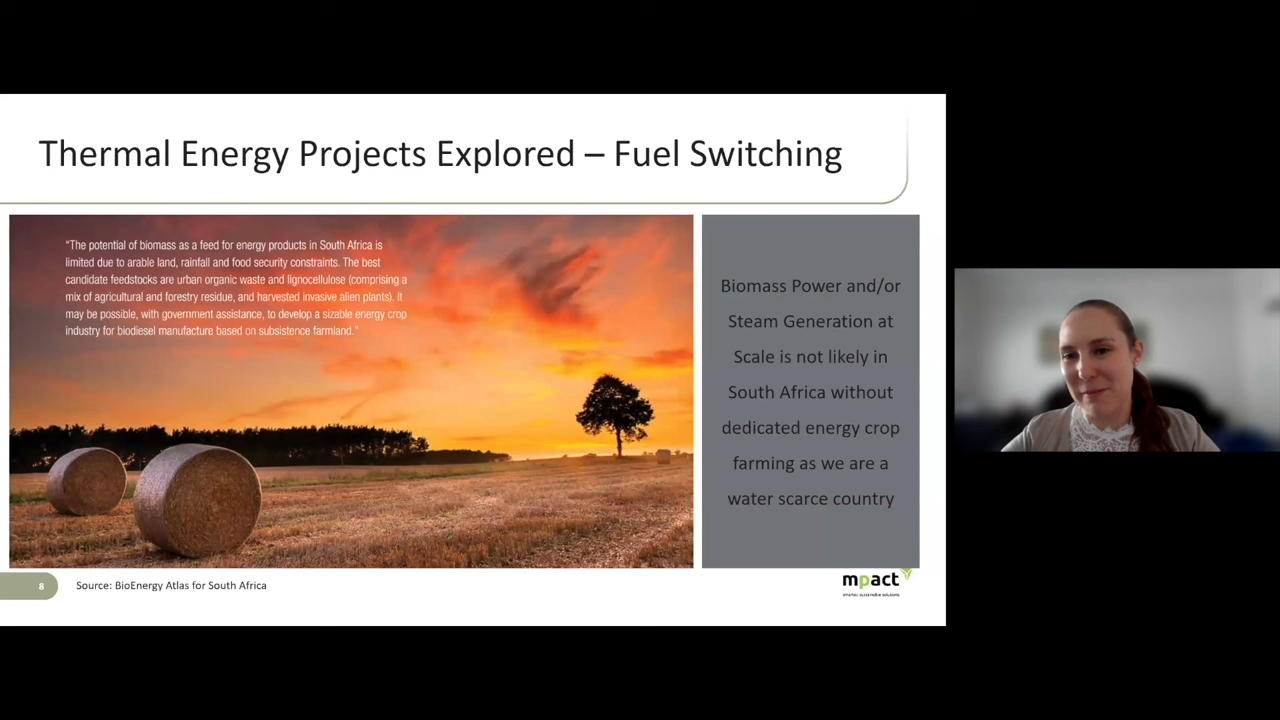 Thermal Energy Projects Explored – Fuel Switching
“The potential of biomass as a feed for energy products in South Africa is
limited due to arable land, rainfall and food security constraints. The best
candidate feedstocks are urban organic waste and lignocellulose (comprising a
mix of agricultural and forestry residue, and harvested invasive alien plants). It
may be possible, with government assistance, to develop a sizable energy crop
industry for biodiesel manufacture based on subsistence farmland.”
Biomass Power and/or
Steam Generation at
Scale is not likely in
South Africa without
dedicated energy crop
farming as we are a
water scarce country
8
Source: BioEnergy Atlas for South Africa
mpact